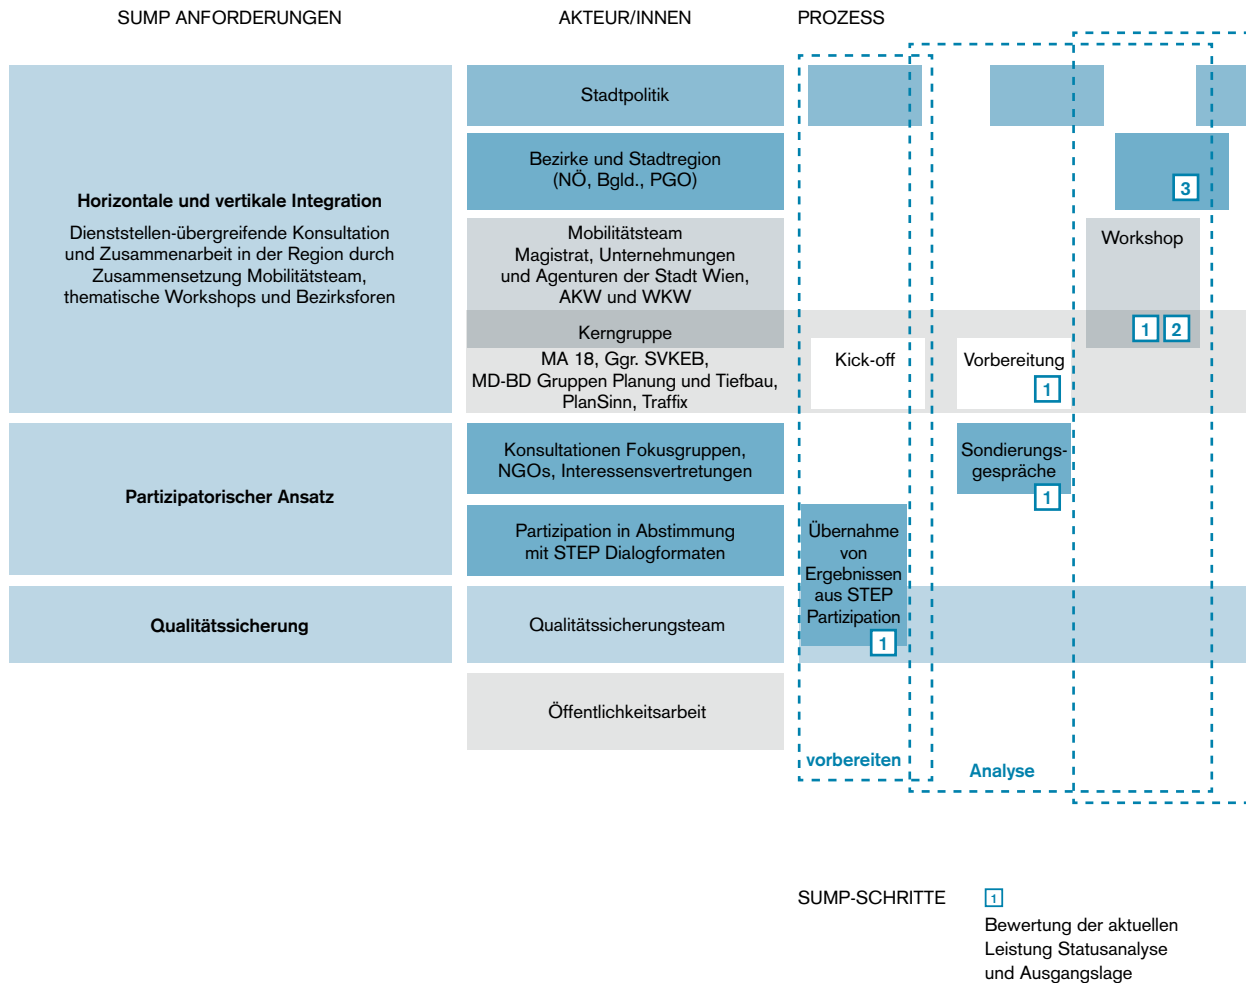 SUMP ANFORDERUNGEN
AKTEUR/INNEN
PROZESS
Horizontale und vertikale Integration
Dienststellen-übergreifende Konsultation
und Zusammenarbeit in der Region durch
Zusammensetzung Mobilitätsteam,
thematische Workshops und Bezirksforen
Stadtpolitik
Bezirke und Stadtregion
(NÖ, Bgld., PGO)
3
Mobilitätsteam
Magistrat, Unternehmungen
und Agenturen der Stadt Wien,
AKW und WKW
Workshop
1 2
Kerngruppe
MA 18, Ggr. SVKEB,
MD-BD Gruppen Planung und Tiefbau,
PlanSinn, Traffix
Kick-off
Vorbereitung
1
Partizipatorischer Ansatz
Konsultationen Fokusgruppen,
NGOs, Interessensvertretungen
Sondierungs-
gespräche
1
Partizipation in Abstimmung
mit STEP Dialogformaten
Übernahme
von
Ergebnissen
aus STEP
Partizipation
1
Qualitätssicherung
Qualitätssicherungsteam
Öffentlichkeitsarbeit
vorbereiten
Analyse
SUMP-SCHRITTE
1
Bewertung der aktuellen
Leistung Statusanalyse
und Ausgangslage